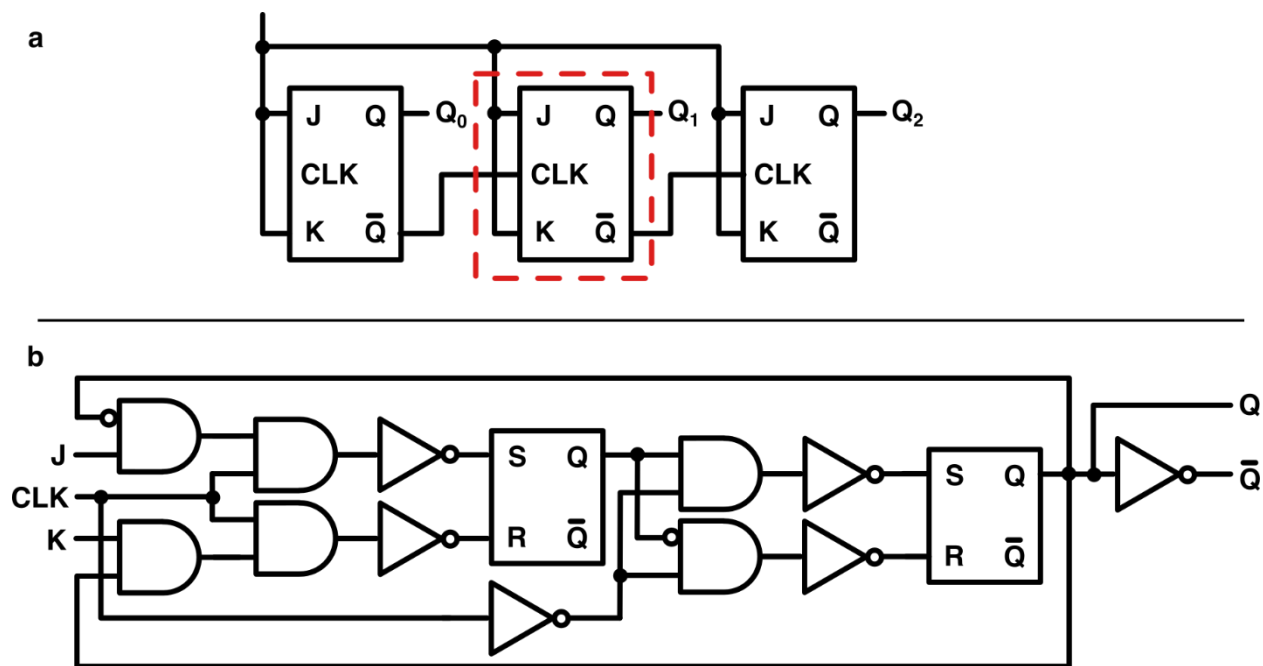 a
J Q Q₀ J Q Q₁ J Q Q₂
CLK CLK CLK
K Q̅ K Q̅ K Q̅
b
Q
J S Q S Q
CLK Q̅
K R Q̅ R Q̅